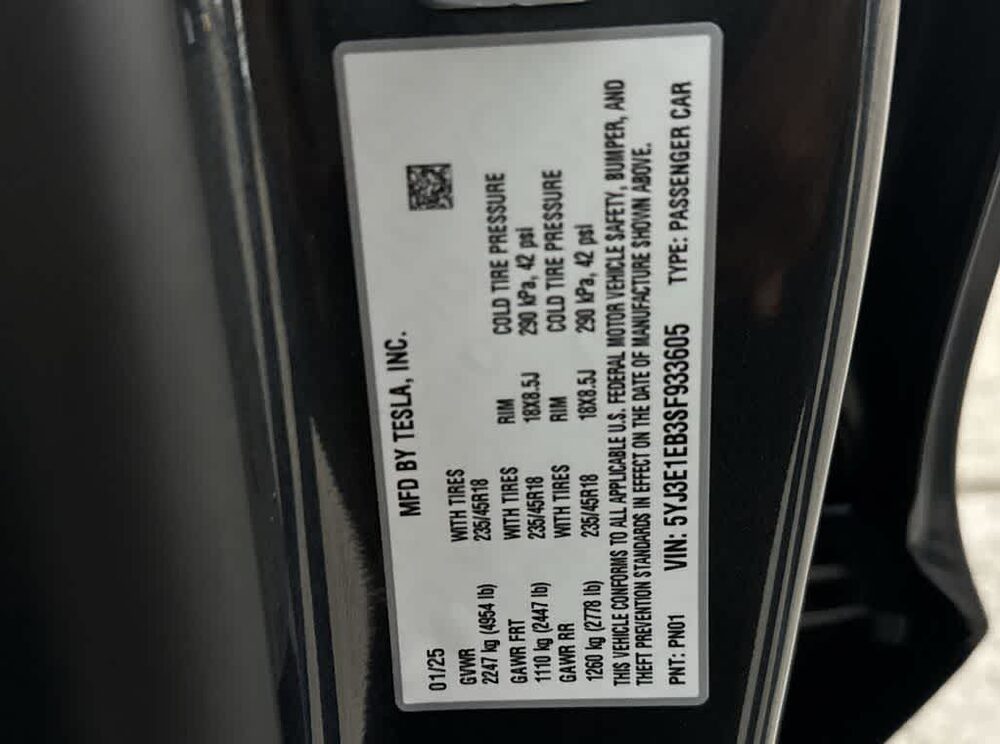 MFD BY TESLA, INC.
01/25
GVWR WITH TIRES
2247 kg (4954 lb) 235/45R18
GAWR FRT WITH TIRES RIM COLD TIRE PRESSURE
1110 kg (2447 lb) 235/45R18 18X8.5J 290 kPa, 42 psi
GAWR RR WITH TIRES RIM COLD TIRE PRESSURE
1260 kg (2778 lb) 235/45R18 18X8.5J 290 kPa, 42 psi
THIS VEHICLE CONFORMS TO ALL APPLICABLE U.S. FEDERAL MOTOR VEHICLE SAFETY, BUMPER, AND
THEFT PREVENTION STANDARDS IN EFFECT ON THE DATE OF MANUFACTURE SHOWN ABOVE.
PNT: PN01 VIN: 5YJ3E1EB3SF933605 TYPE: PASSENGER CAR